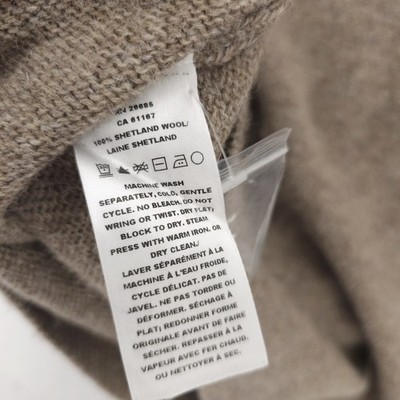 RN 26685
CA 01167
100% SHETLAND WOOL/
LAINE SHETLAND
MACHINE WASH
SEPARATELY, COLD, GENTLE
CYCLE. NO BLEACH. DO NOT
WRING OR TWIST. DRY FLAT,
BLOCK TO DRY. STEAM
PRESS WITH WARM IRON. OR
DRY CLEAN./
LAVER SÉPARÉMENT À LA
MACHINE À L'EAU FROIDE,
CYCLE DÉLICAT. PAS DE
JAVEL. NE PAS TORDRE OU
DÉFORMER. SÉCHAGE À
PLAT; REDONNER FORME
ORIGINALE AVANT DE FAIRE
SÉCHER. REPASSER À LA
VAPEUR AVEC FER CHAUD.
OU NETTOYER À SEC.